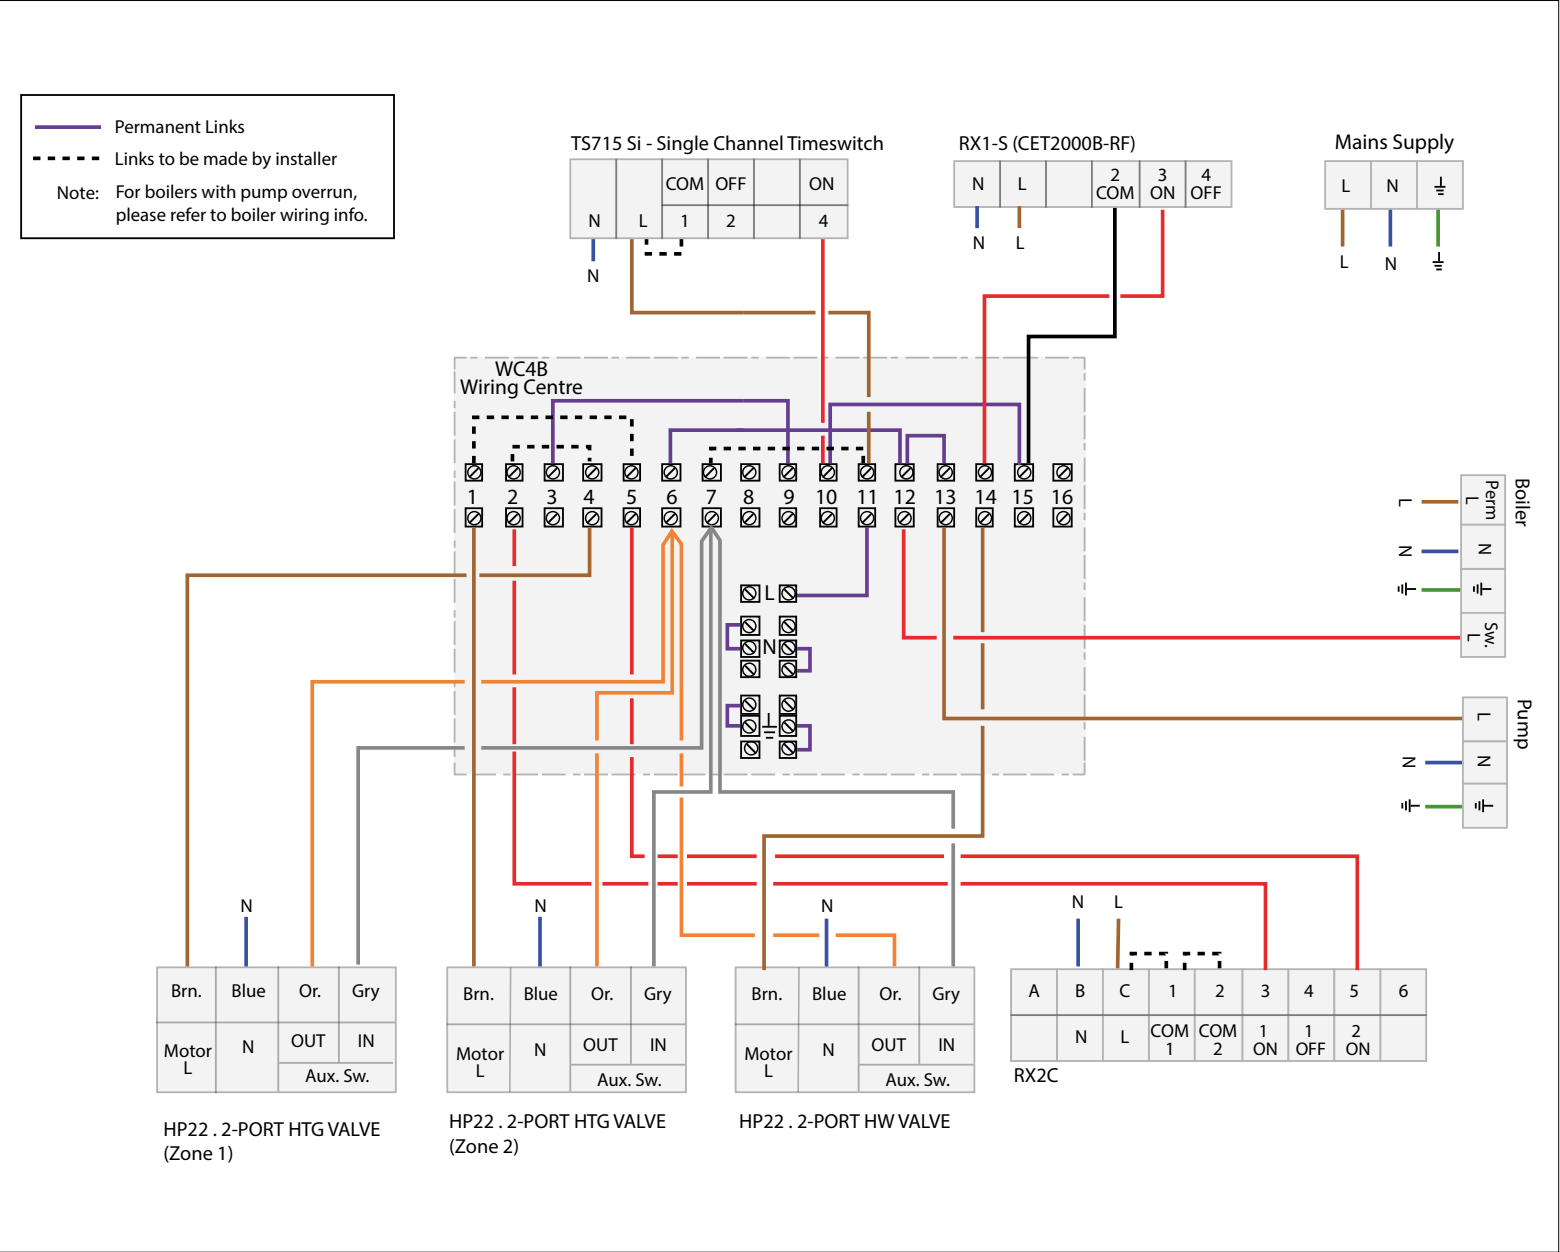 Permanent Links
Links to be made by installer
Note: For boilers with pump overrun,
please refer to boiler wiring info.
TS715 Si - Single Channel Timeswitch
COM OFF ON
N L 1 2 4
N
RX1-S (CET2000B-RF)
N L 2 COM 3 ON 4 OFF
N L
Mains Supply
L N
L N
WC4B
Wiring Centre
1 2 3 4 5 6 7 8 9 10 11 12 13 14 15 16
L
N
Boiler
L Perm L
N N
Sw. L
Pump
L
N N
N
Brn. Blue Or. Gry
Motor L N OUT IN
Aux. Sw.
HP22 . 2-PORT HTG VALVE
(Zone 1)
N
Brn. Blue Or. Gry
Motor L N OUT IN
Aux. Sw.
HP22 . 2-PORT HTG VALVE
(Zone 2)
N
Brn. Blue Or. Gry
Motor L N OUT IN
Aux. Sw.
HP22 . 2-PORT HW VALVE
N L
A B C 1 2 3 4 5 6
N L COM 1 COM 2 1 ON 1 OFF 2 ON
RX2C